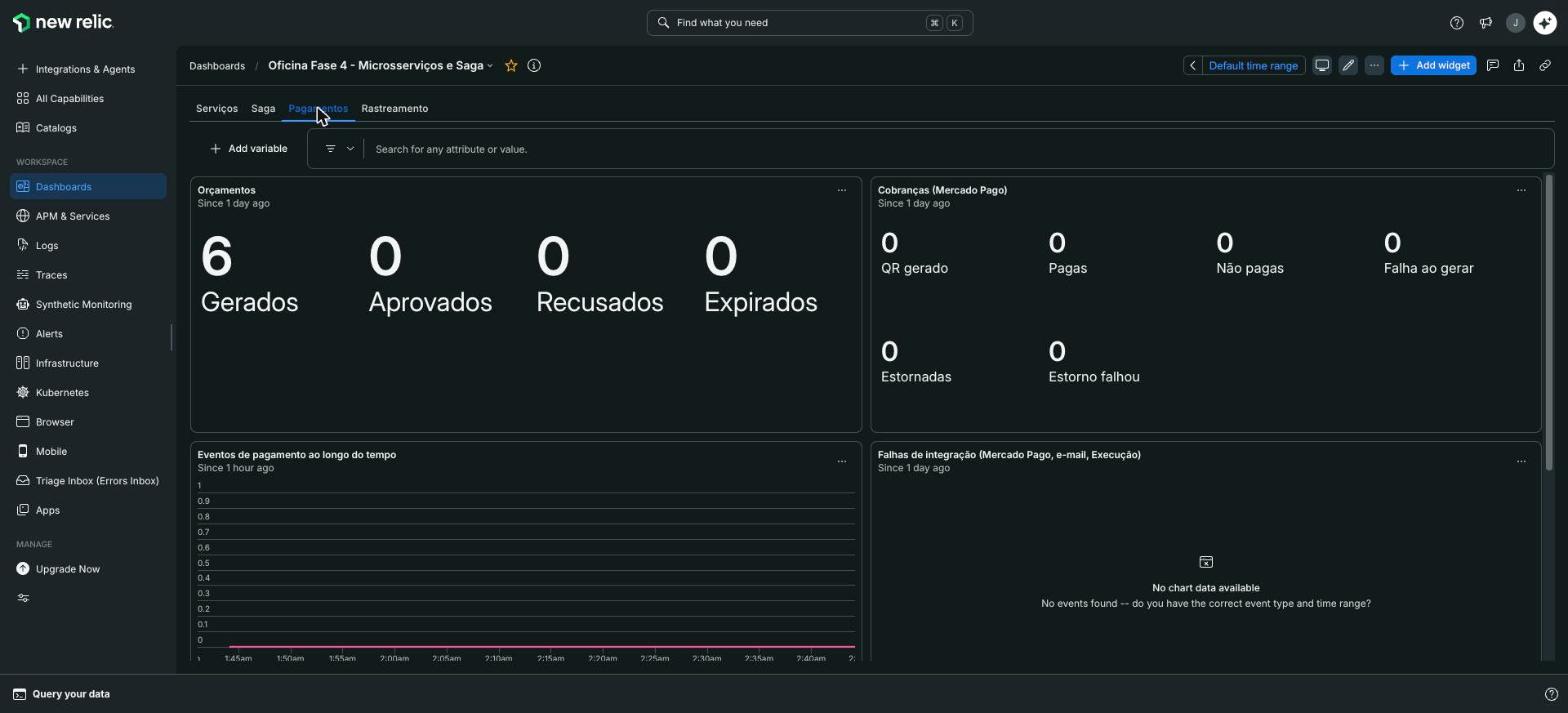 new relic
Find what you need
⌘ K
J
Integrations & Agents
All Capabilities
Catalogs
WORKSPACE
Dashboards
APM & Services
Logs
Traces
Synthetic Monitoring
Alerts
Infrastructure
Kubernetes
Browser
Mobile
Triage Inbox (Errors Inbox)
Apps
MANAGE
Upgrade Now
Dashboards / Oficina Fase 4 - Microsserviços e Saga
Default time range
Add widget
Serviços Saga Pagamentos Rastreamento
Add variable
Search for any attribute or value.
Orçamentos
Since 1 day ago
6 0 0 0
Gerados Aprovados Recusados Expirados
Cobranças (Mercado Pago)
Since 1 day ago
0 0 0 0
QR gerado Pagas Não pagas Falha ao gerar
0 0
Estornadas Estorno falhou
Eventos de pagamento ao longo do tempo
Since 1 hour ago
1
0.9
0.8
0.7
0.6
0.5
0.4
0.3
0.2
0.1
0
1:45am 1:50am 1:55am 2:00am 2:05am 2:10am 2:15am 2:20am 2:25am 2:30am 2:35am 2:40am 2:
Falhas de integração (Mercado Pago, e-mail, Execução)
Since 1 day ago
No chart data available
No events found -- do you have the correct event type and time range?
Query your data